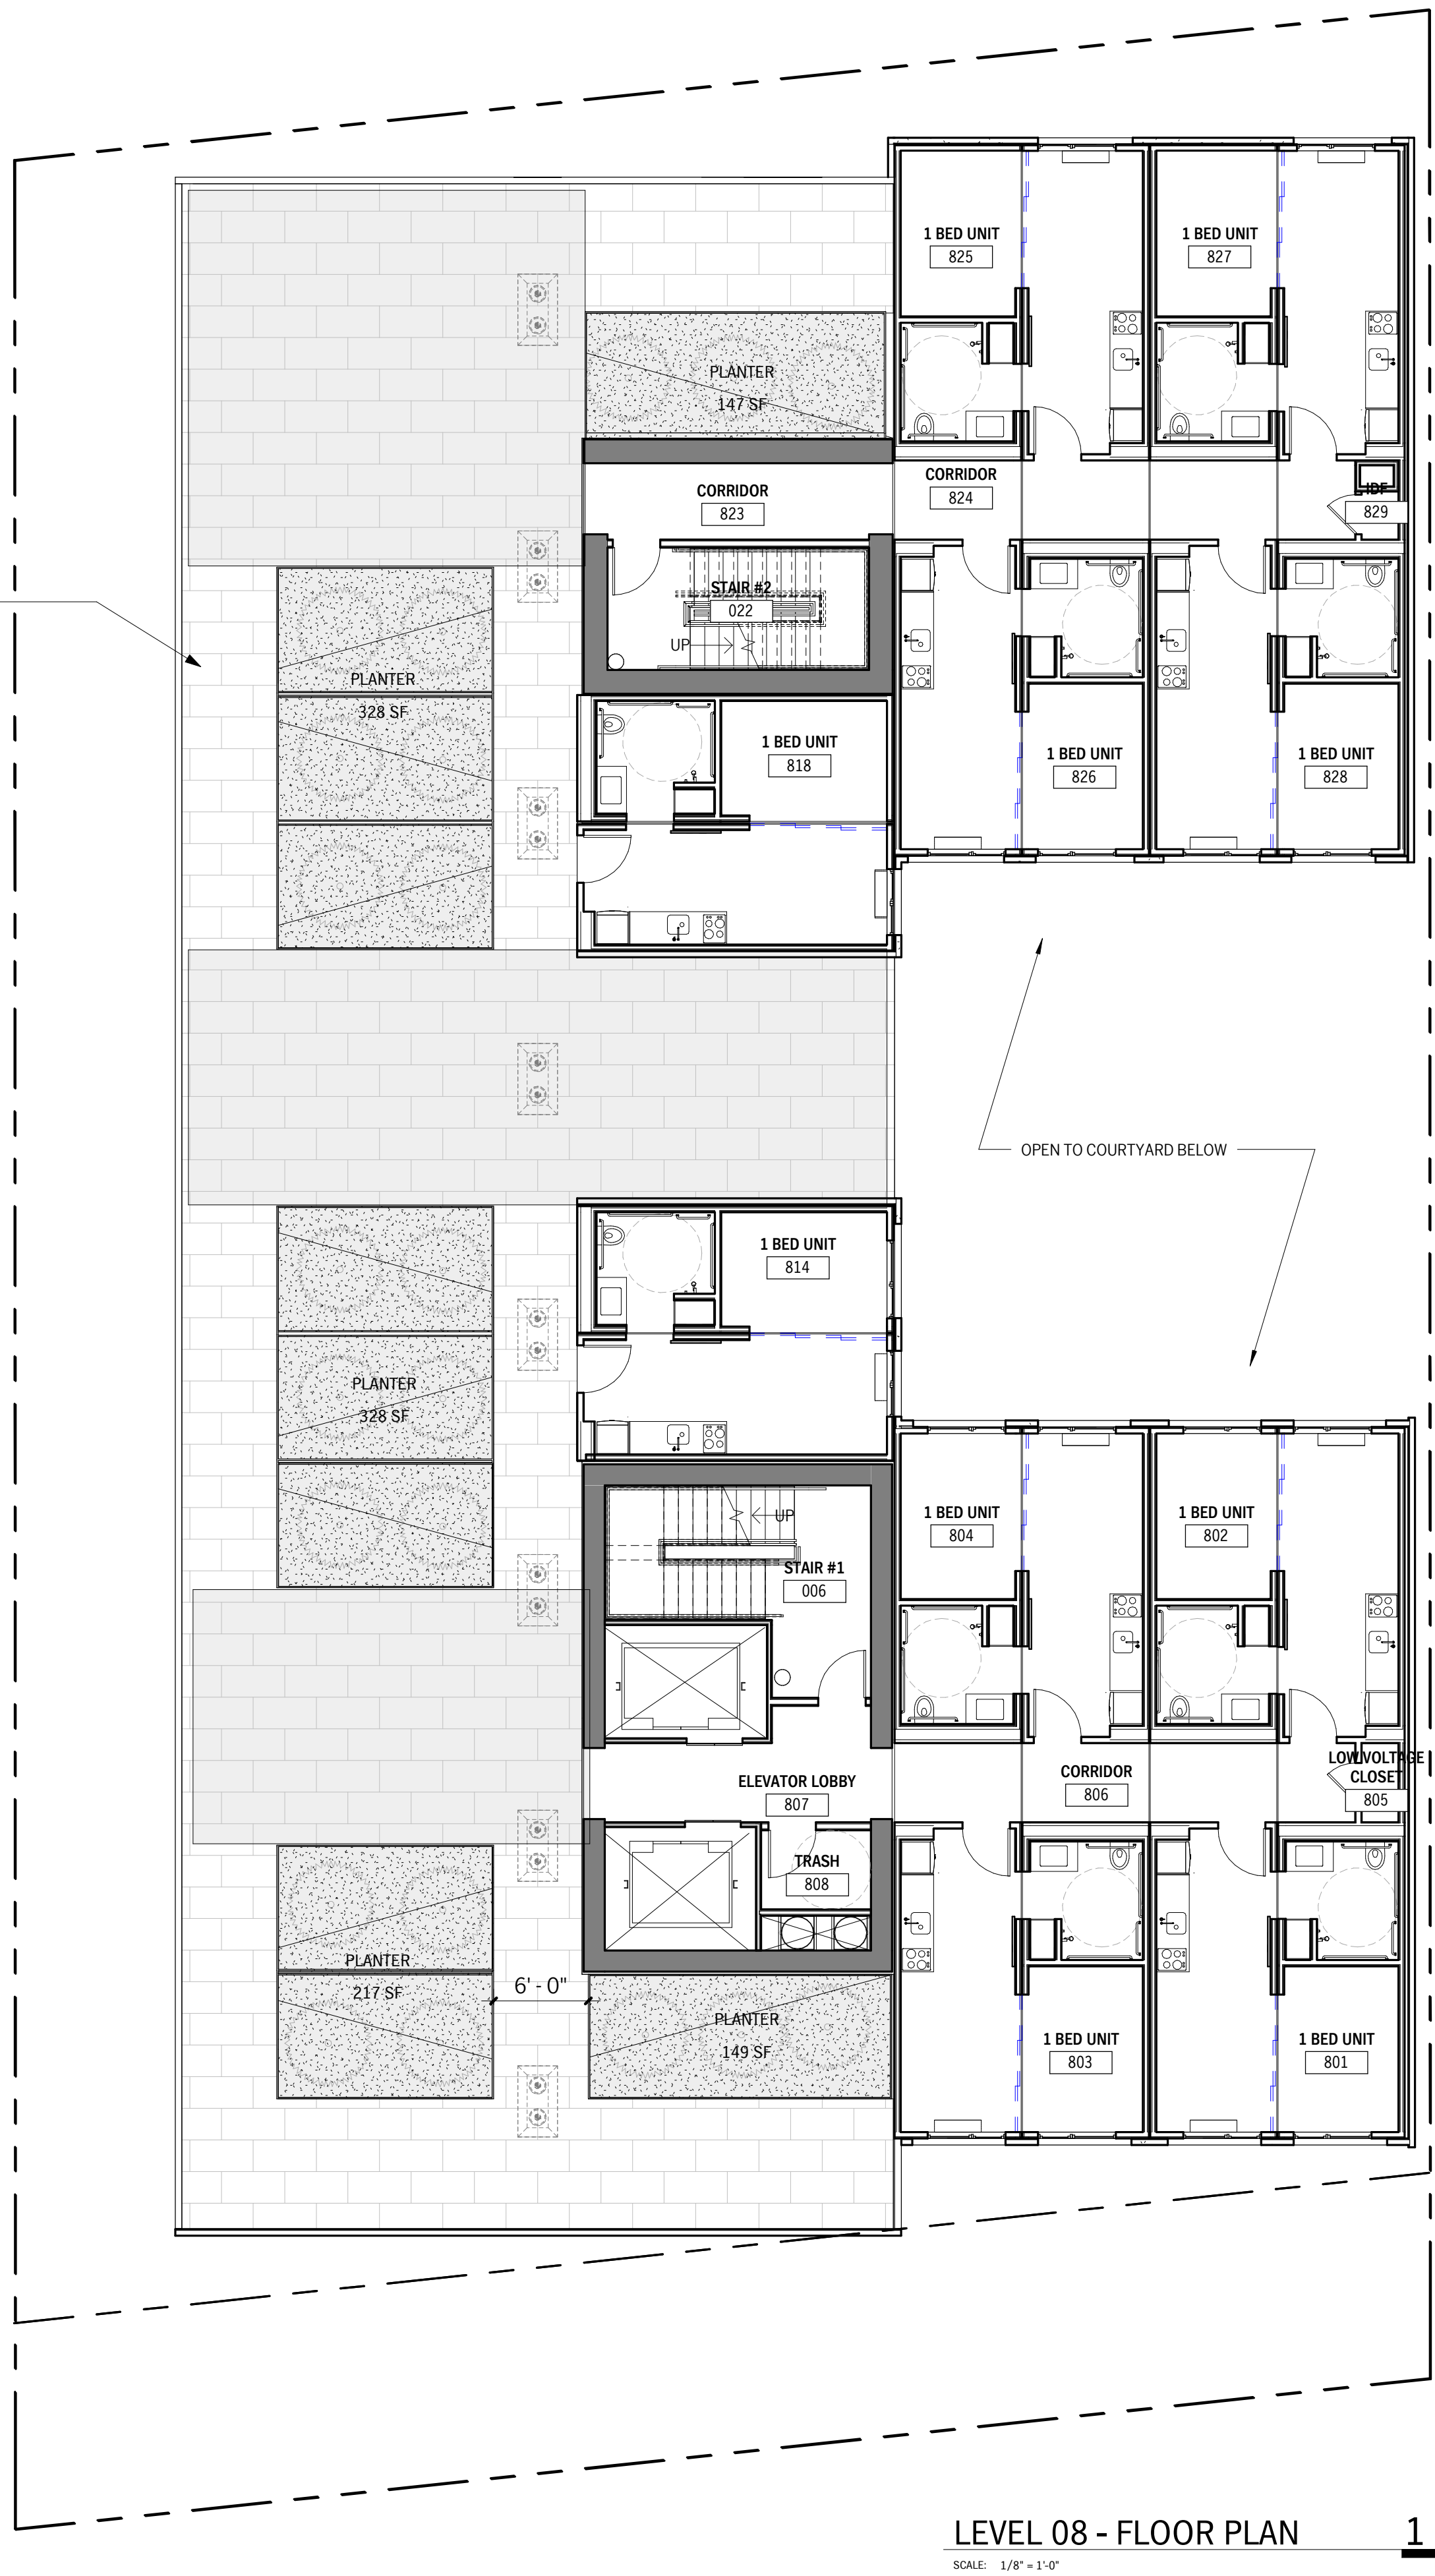 1 BED UNIT
825
1 BED UNIT
827
PLANTER
147 SF
CORRIDOR
823
CORRIDOR
824
IDF
829
STAIR #2
022
UP
PLANTER
328 SF
1 BED UNIT
818
1 BED UNIT
826
1 BED UNIT
828
OPEN TO COURTYARD BELOW
1 BED UNIT
814
PLANTER
328 SF
UP
STAIR #1
006
1 BED UNIT
804
1 BED UNIT
802
ELEVATOR LOBBY
807
CORRIDOR
806
LOW VOLTAGE
CLOSET
805
TRASH
808
PLANTER
217 SF
6' - 0"
PLANTER
149 SF
1 BED UNIT
803
1 BED UNIT
801
LEVEL 08 - FLOOR PLAN 1
SCALE: 1/8" = 1'-0"